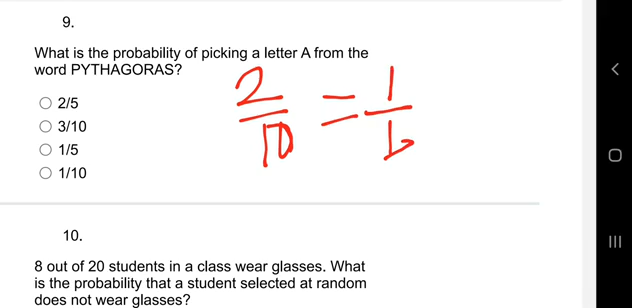 9.
What is the probability of picking a letter A from the
word PYTHAGORAS?
2/5
3/10
1/5
1/10
2/10 = 1/
10.
8 out of 20 students in a class wear glasses. What
is the probability that a student selected at random
does not wear glasses?